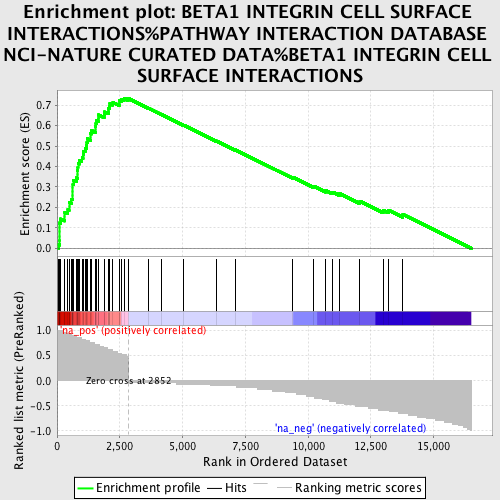 Enrichment plot: BETA1 INTEGRIN CELL SURFACE
INTERACTIONS%PATHWAY INTERACTION DATABASE
NCI-NATURE CURATED DATA%BETA1 INTEGRIN CELL
SURFACE INTERACTIONS
Enrichment score (ES)
0.7
0.6
0.5
0.4
0.3
0.2
0.1
0.0
Ranked list metric (PreRanked)
1.0
0.5
0.0
-0.5
-1.0
'na_pos' (positively correlated)
Zero cross at 2852
'na_neg' (negatively correlated)
0
2,500
5,000
7,500
10,000
12,500
15,000
Rank in Ordered Dataset
Enrichment profile
Hits
Ranking metric scores